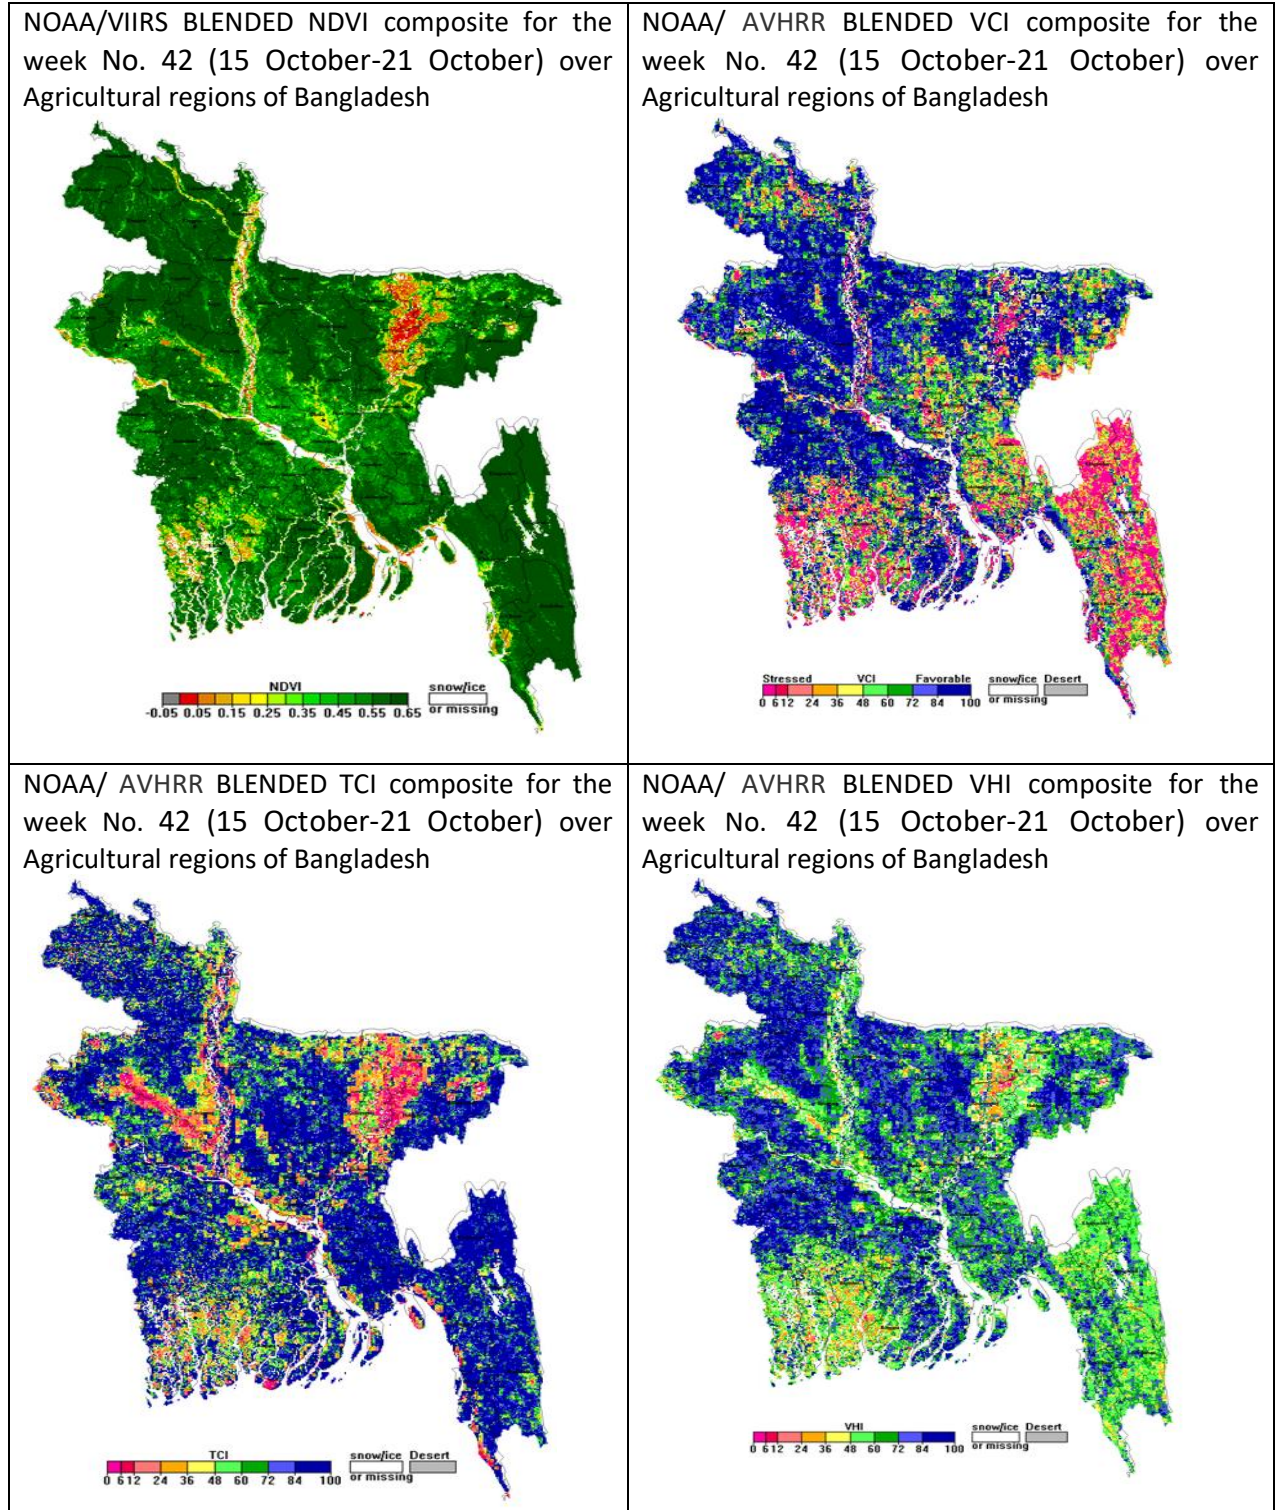 NOAA/VIIRS BLENDED NDVI composite for the
week No. 42 (15 October-21 October) over
Agricultural regions of Bangladesh
NDVI
snow/ice
-0.05 0.05 0.15 0.25 0.35 0.45 0.55 0.65
or missing
NOAA/ AVHRR BLENDED VCI composite for the
week No. 42 (15 October-21 October) over
Agricultural regions of Bangladesh
Stressed VCI Favorable
snow/ice Desert
0 6 12 24 36 48 60 72 84 100
or missing
NOAA/ AVHRR BLENDED TCI composite for the
week No. 42 (15 October-21 October) over
Agricultural regions of Bangladesh
TCI
snow/ice Desert
0 6 12 24 36 48 60 72 84 100
or missing
NOAA/ AVHRR BLENDED VHI composite for the
week No. 42 (15 October-21 October) over
Agricultural regions of Bangladesh
VHI
snow/ice Desert
0 6 12 24 36 48 60 72 84 100
or missing